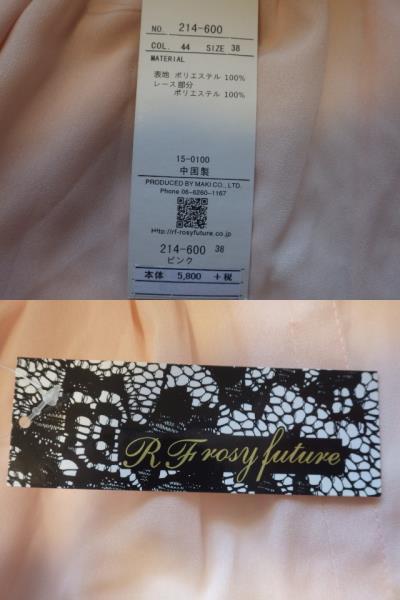 NO. 214-600
COL. 44 SIZE 38
MATERIAL
表地 ポリエステル 100%
レース部分
ポリエステル 100%
15-0100
中国製
PRODUCED BY MAKI CO., LTD.
Phone 06-6260-1167
Http://rf-rosyfuture.co.jp
214-600 38
ピンク
本体 5,800 +税
R F rosy future